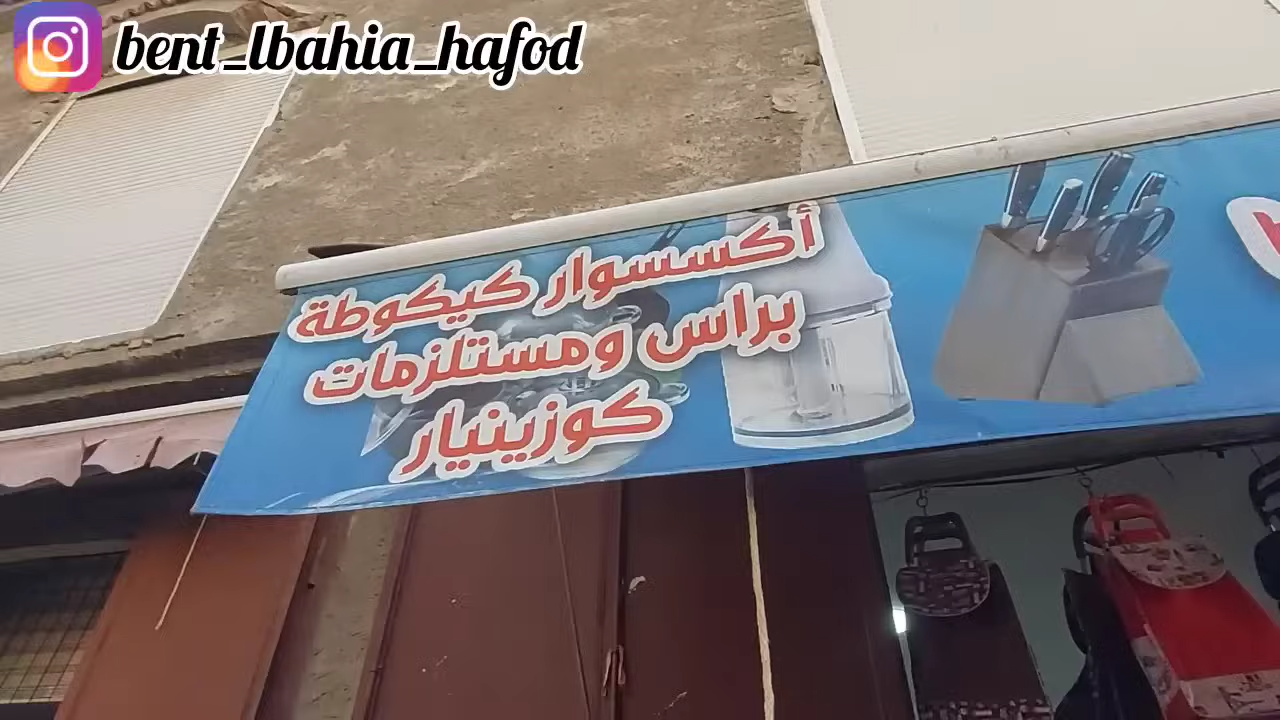 bent_lbahia_hafod
أكسسوار كيكوطة
براس ومستلزمات
كوزينيار